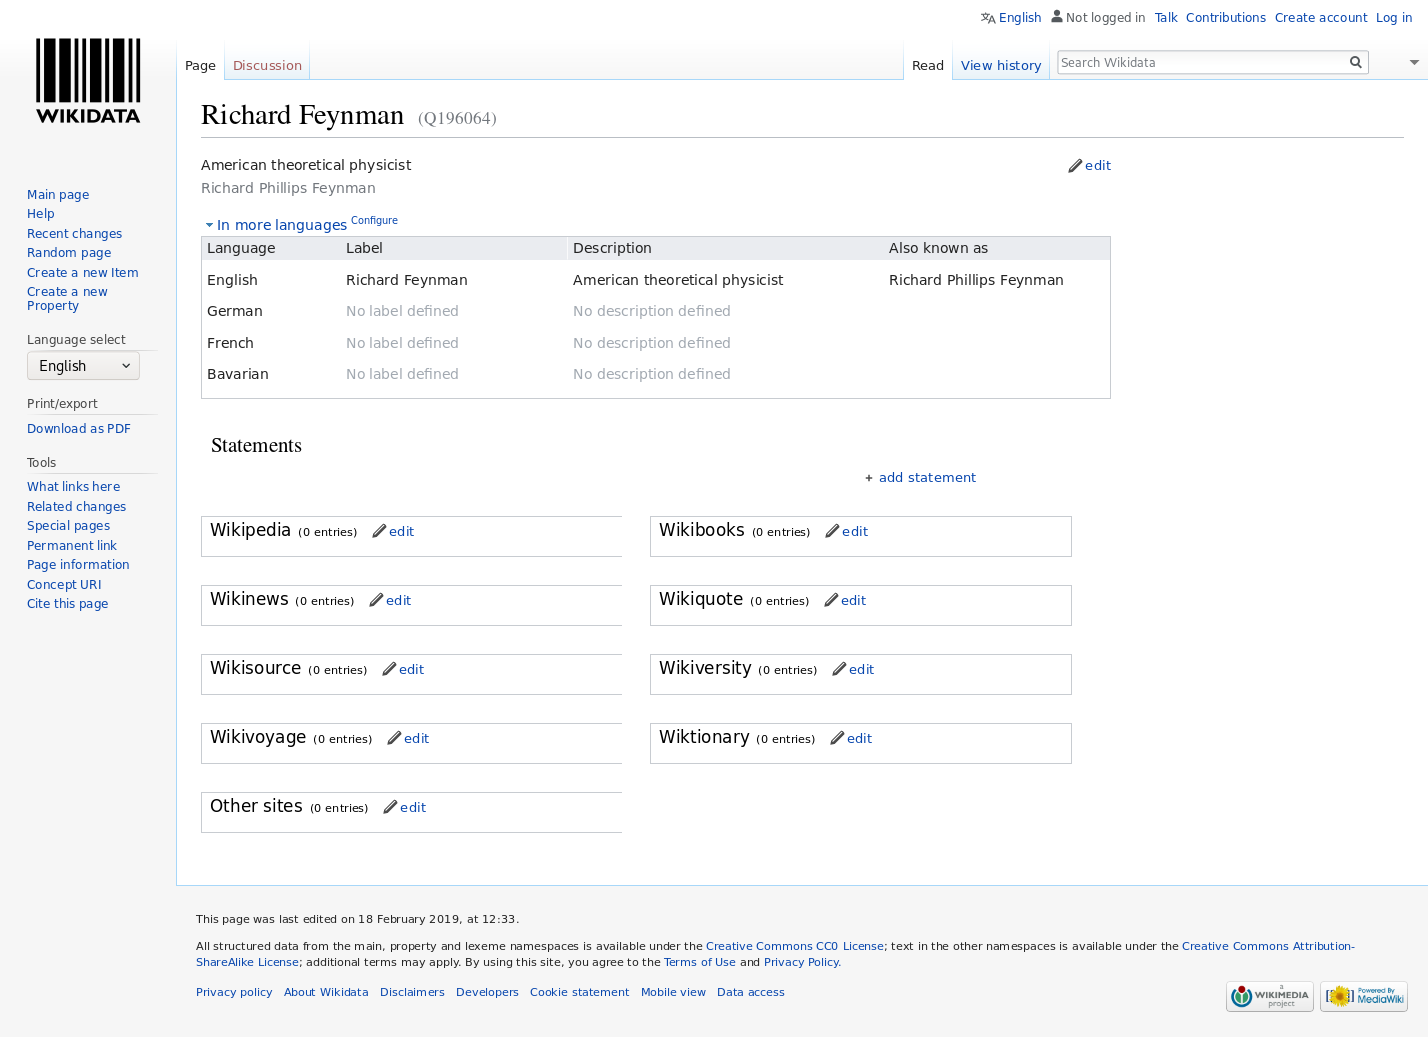 English Not logged in Talk Contributions Create account Log in
Page Discussion Read View history Search Wikidata
WIKIDATA
Richard Feynman (Q196064)
American theoretical physicist edit
Richard Phillips Feynman
In more languages Configure
Language Label Description Also known as
English Richard Feynman American theoretical physicist Richard Phillips Feynman
German No label defined No description defined
French No label defined No description defined
Bavarian No label defined No description defined
Statements
+ add statement
Wikipedia (0 entries) edit
Wikibooks (0 entries) edit
Wikinews (0 entries) edit
Wikiquote (0 entries) edit
Wikisource (0 entries) edit
Wikiversity (0 entries) edit
Wikivoyage (0 entries) edit
Wiktionary (0 entries) edit
Other sites (0 entries) edit
Main page
Help
Recent changes
Random page
Create a new Item
Create a new
Property
Language select
English
Print/export
Download as PDF
Tools
What links here
Related changes
Special pages
Permanent link
Page information
Concept URI
Cite this page
This page was last edited on 18 February 2019, at 12:33.
All structured data from the main, property and lexeme namespaces is available under the Creative Commons CC0 License; text in the other namespaces is available under the Creative Commons Attribution-
ShareAlike License; additional terms may apply. By using this site, you agree to the Terms of Use and Privacy Policy.
Privacy policy About Wikidata Disclaimers Developers Cookie statement Mobile view Data access
a
WIKIMEDIA
project
Powered By
MediaWiki